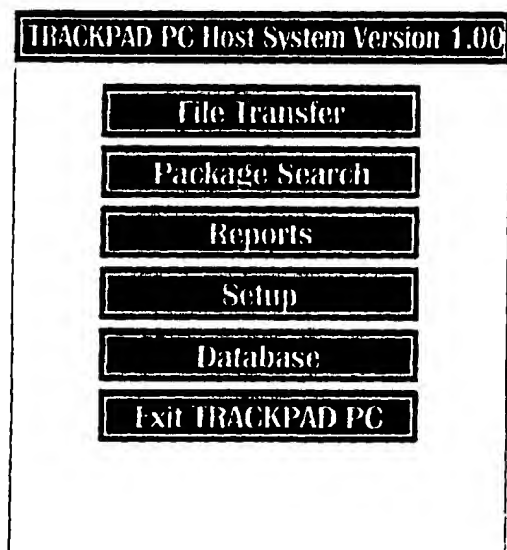 TRACKPAD PC Host System Version 1.00
File Transfer
Package Search
Reports
Setup
Database
Exit TRACKPAD PC